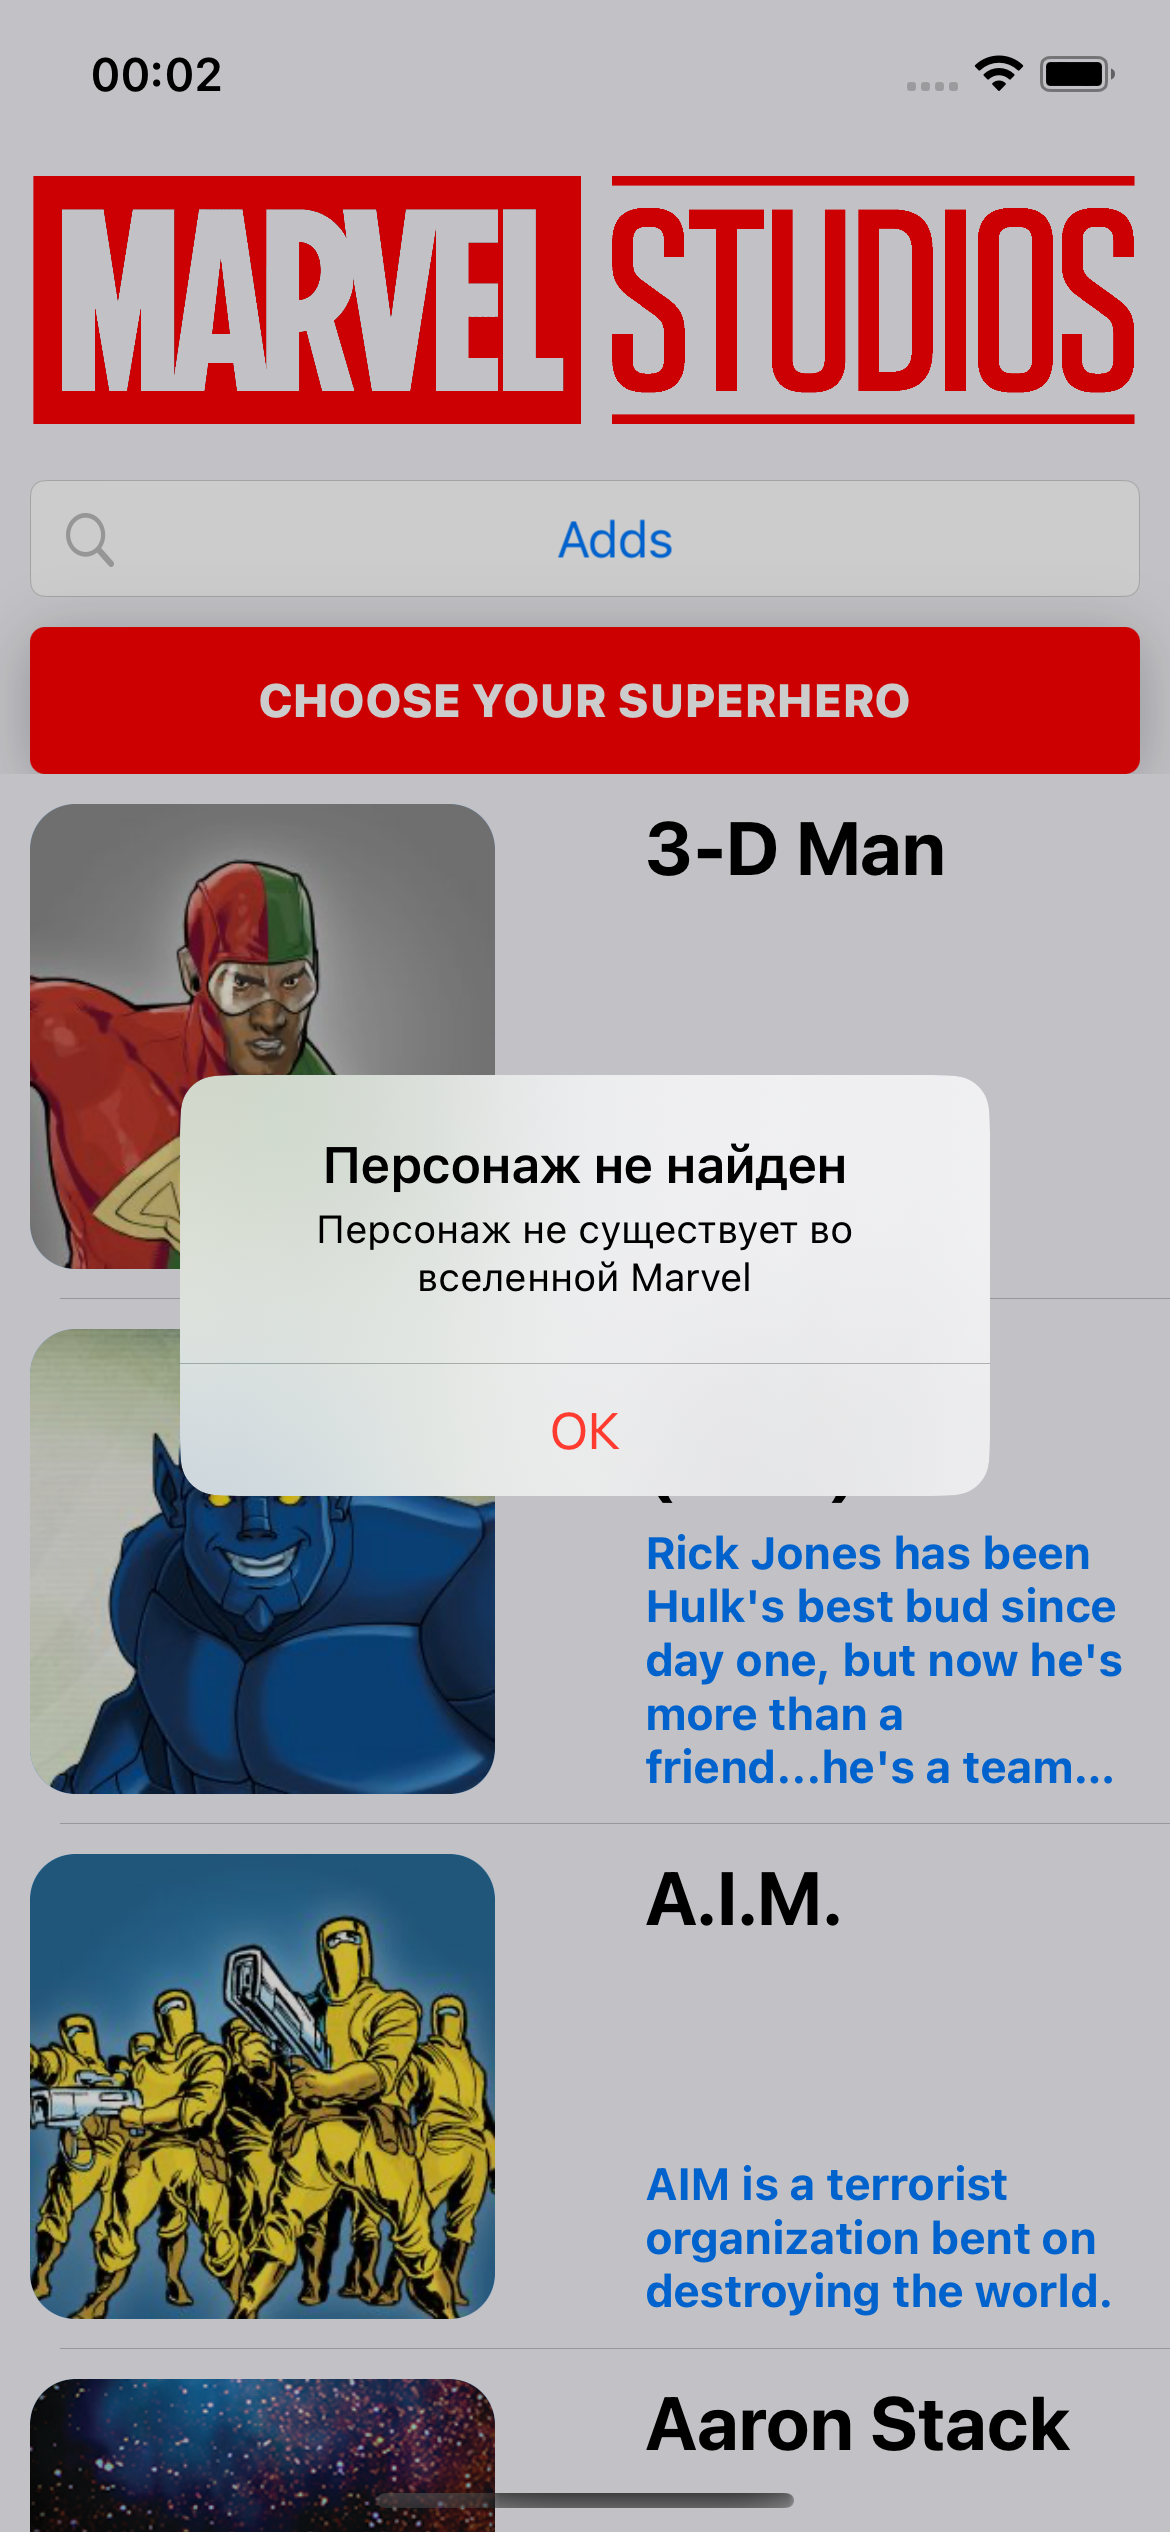 00:02
MARVEL STUDIOS
Adds
CHOOSE YOUR SUPERHERO
3-D Man
Персонаж не найден
Персонаж не существует во
вселенной Marvel
OK
Rick Jones has been
Hulk's best bud since
day one, but now he's
more than a
friend...he's a team...
A.I.M.
AIM is a terrorist
organization bent on
destroying the world.
Aaron Stack